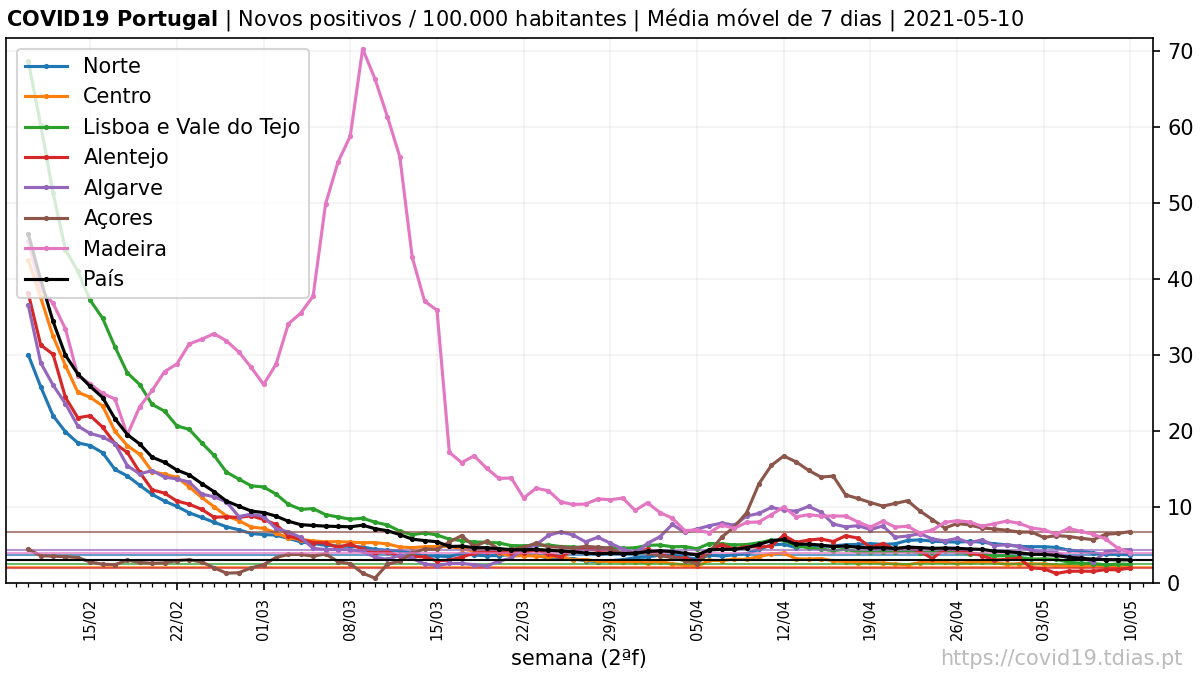 COVID19 Portugal | Novos positivos / 100.000 habitantes | Média móvel de 7 dias | 2021-05-10
Norte
Centro
Lisboa e Vale do Tejo
Alentejo
Algarve
Açores
Madeira
País
70
60
50
40
30
20
10
0
15/02
22/02
01/03
08/03
15/03
22/03
29/03
05/04
12/04
19/04
26/04
03/05
10/05
semana (2ªf)
https://covid19.tdias.pt